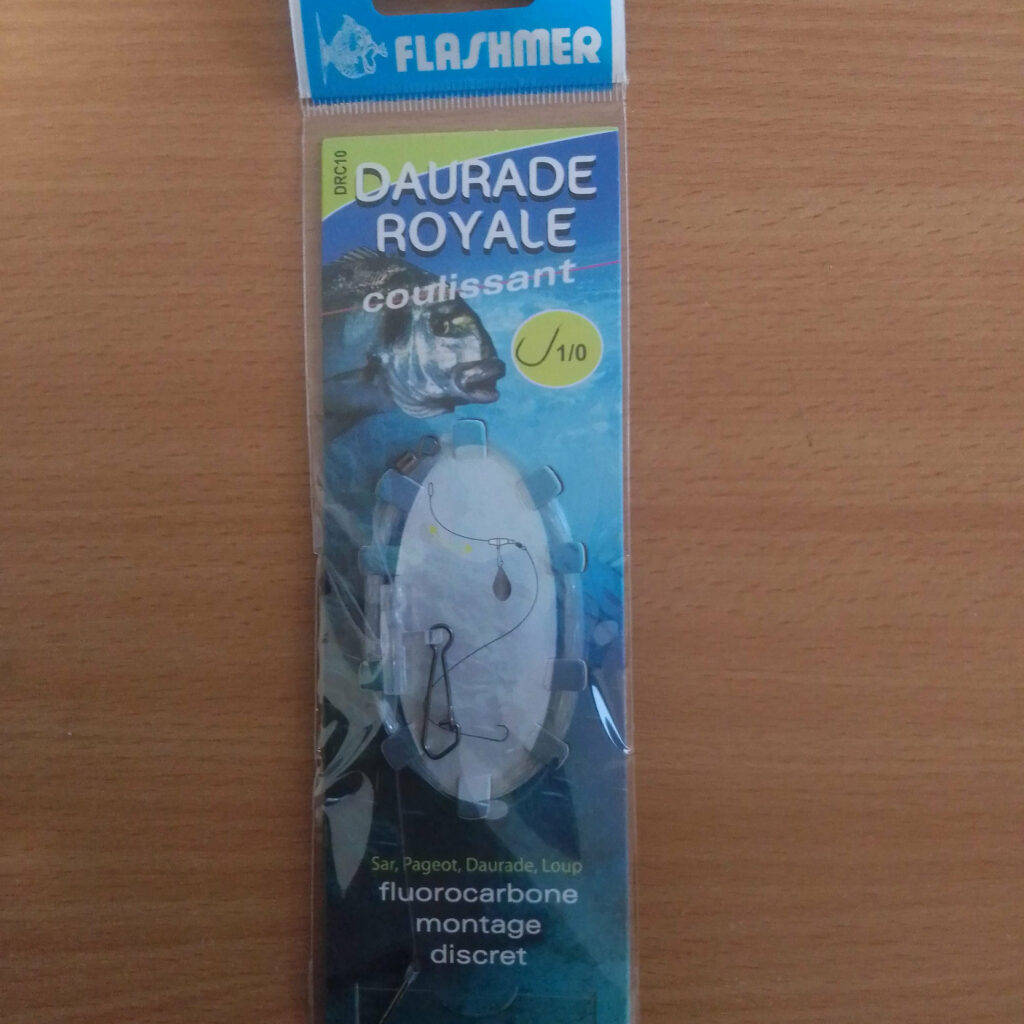 FLASHMER
DRC10
DAURADE
ROYALE
coulissant
1/0
Sar, Pageot, Daurade, Loup
fluorocarbone
montage
discret